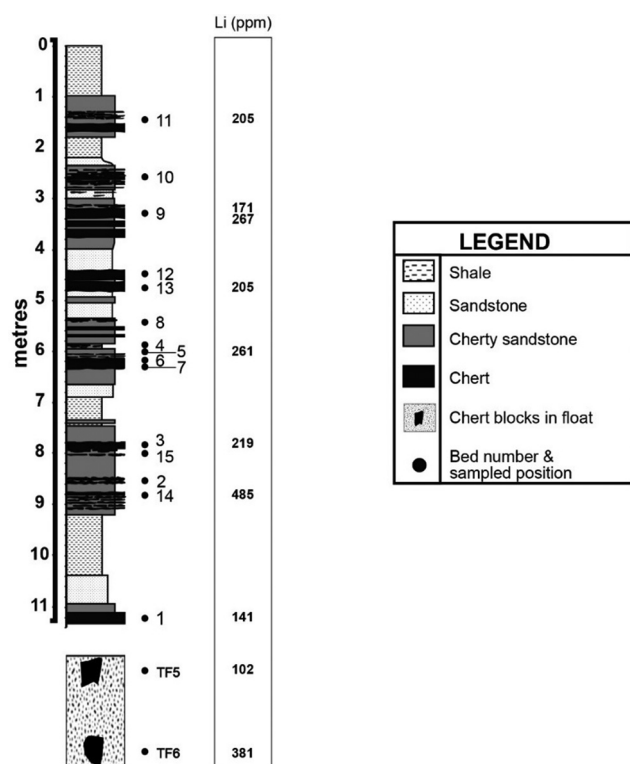 Li (ppm)
0
1
11 205
2
10
3
171
9 267
4
12
13 205
5
8
metres
4
6 5 261
6
7
7
3 219
8
15
2
9 14 485
10
11
1 141
TF5 102
TF6 381
LEGEND
Shale
Sandstone
Cherty sandstone
Chert
Chert blocks in float
Bed number &
sampled position